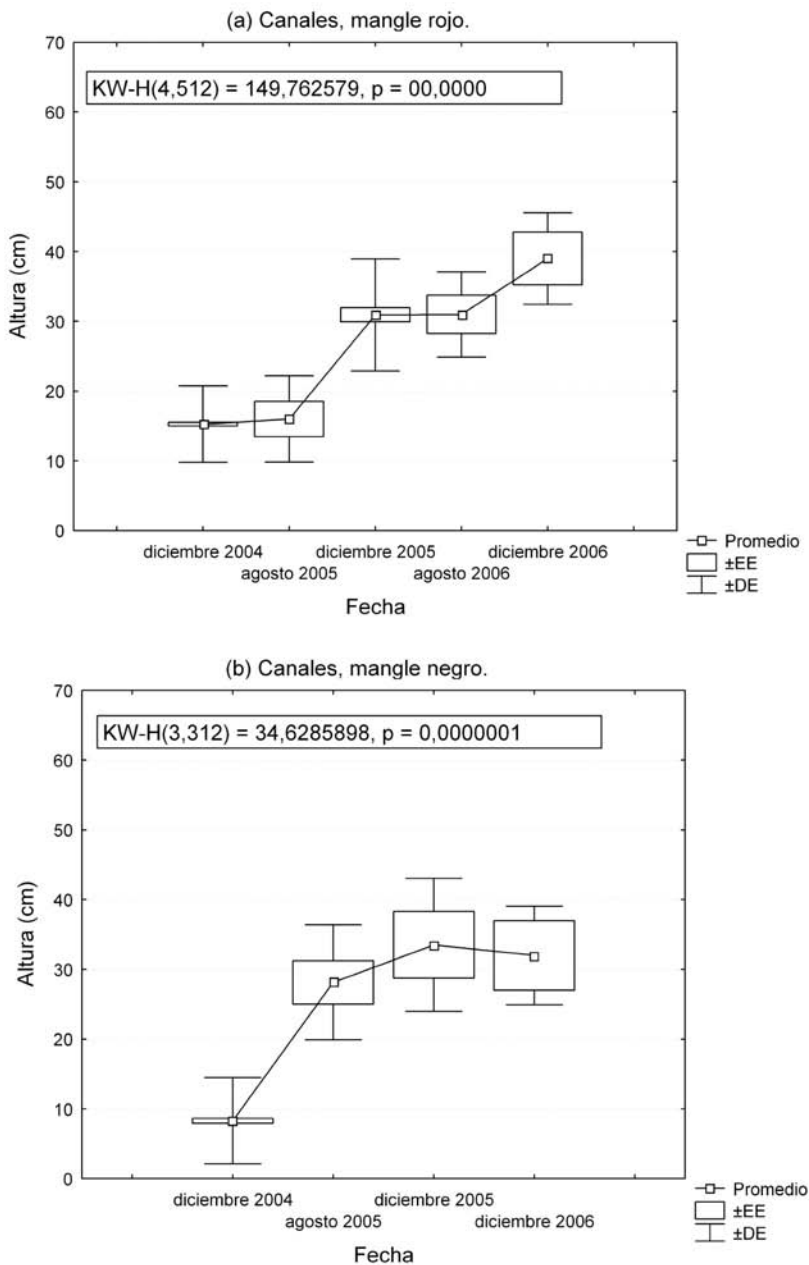 (a) Canales, mangle rojo.
70
KW-H(4,512) = 149,762579, p = 00,0000
60
50
40
30
20
10
0
Altura (cm)
diciembre 2004
agosto 2005
diciembre 2005
agosto 2006
diciembre 2006
Fecha
Promedio
±EE
±DE
(b) Canales, mangle negro.
70
KW-H(3,312) = 34,6285898, p = 0,0000001
60
50
40
30
20
10
0
Altura (cm)
diciembre 2004
agosto 2005
diciembre 2005
diciembre 2006
Fecha
Promedio
±EE
±DE